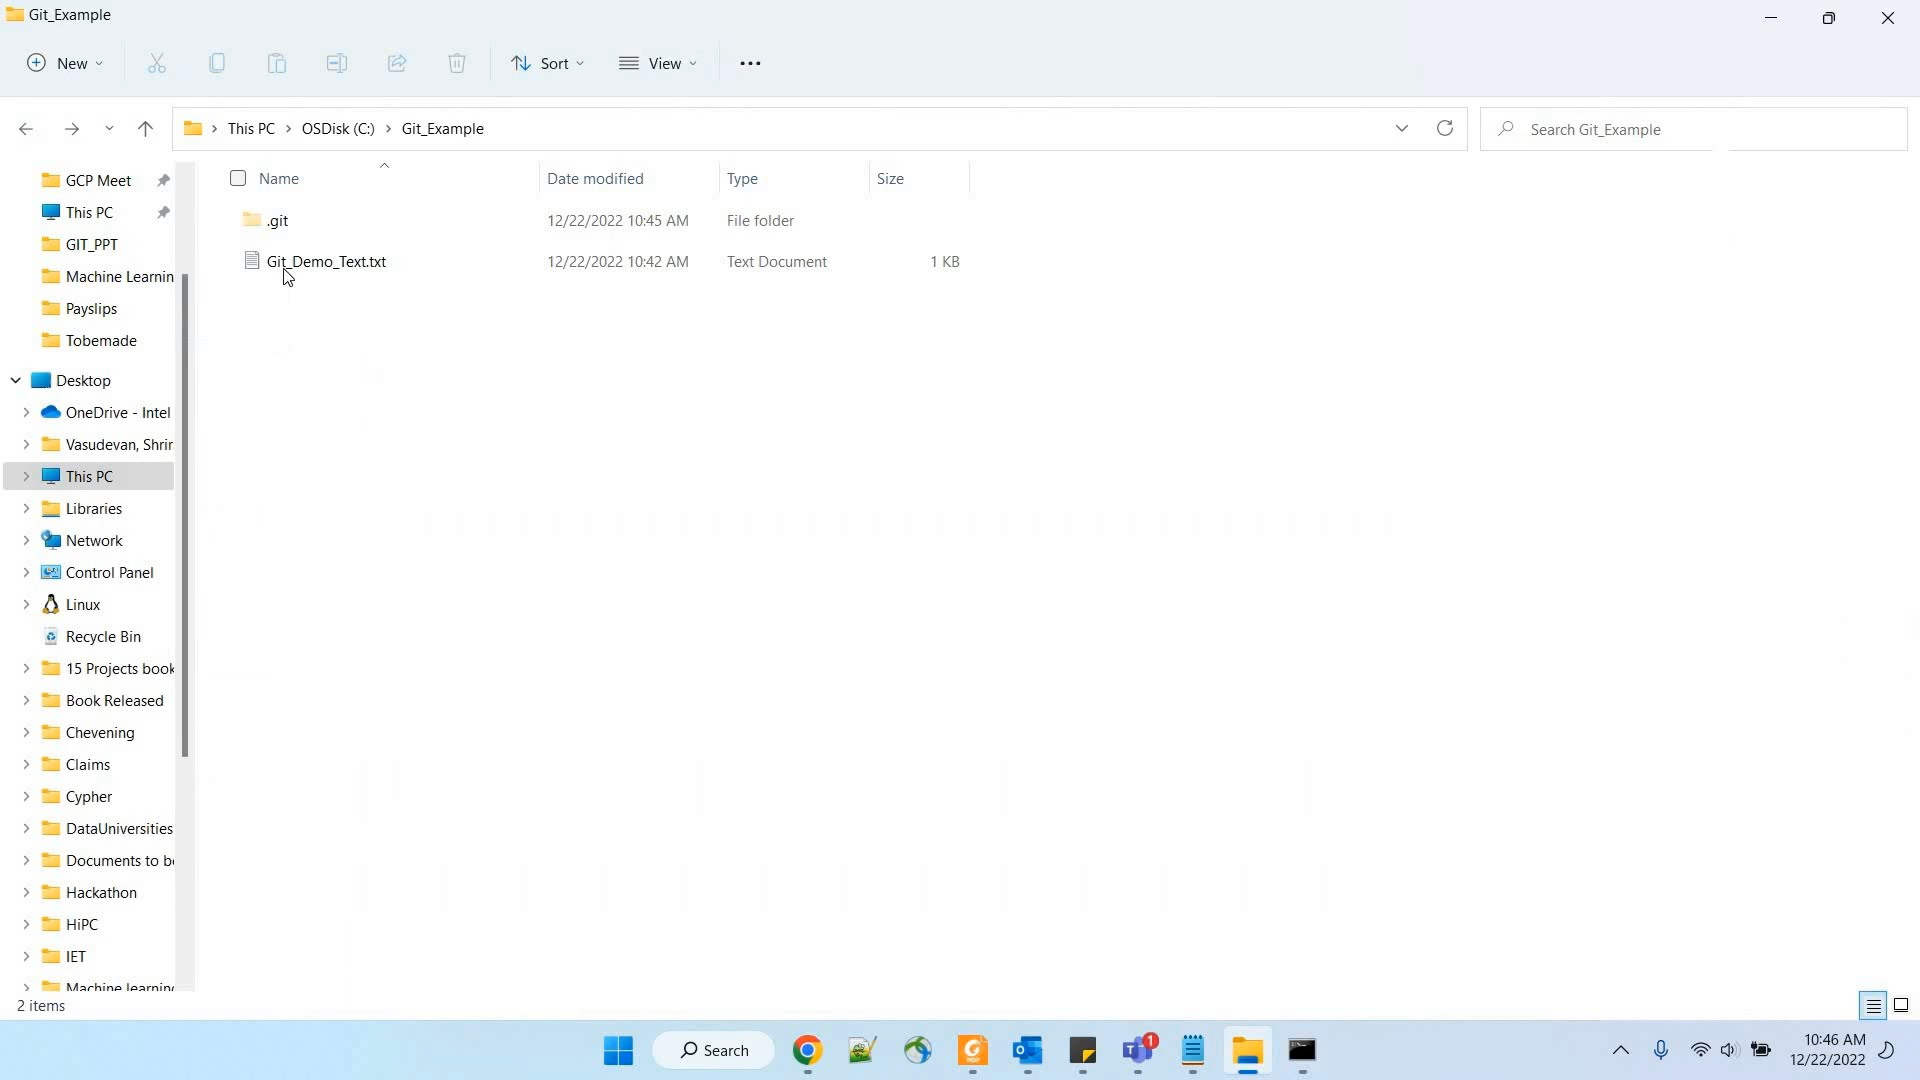 Git_Example
New
Sort
View
This PC
OSDisk (C:)
Git_Example
Search Git_Example
Name
Date modified
Type
Size
.git
12/22/2022 10:45 AM
File folder
Git_Demo_Text.txt
12/22/2022 10:42 AM
Text Document
1 KB
GCP Meet
This PC
GIT_PPT
Machine Learnin
Payslips
Tobemade
Desktop
OneDrive - Intel
Vasudevan, Shrir
This PC
Libraries
Network
Control Panel
Linux
Recycle Bin
15 Projects book
Book Released
Chevening
Claims
Cypher
DataUniversities
Documents to be
Hackathon
HiPC
IET
Machine learning
2 items
Search
1
10:46 AM
12/22/2022